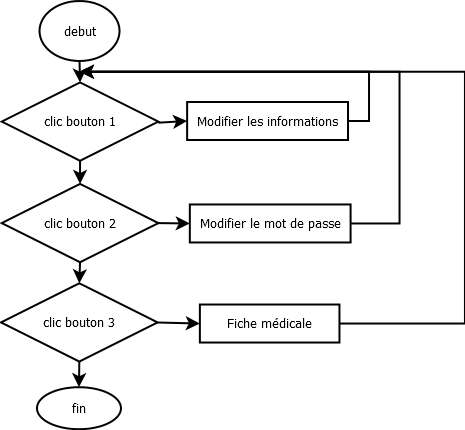 debut
clic bouton 1
Modifier les informations
clic bouton 2
Modifier le mot de passe
clic bouton 3
Fiche médicale
fin